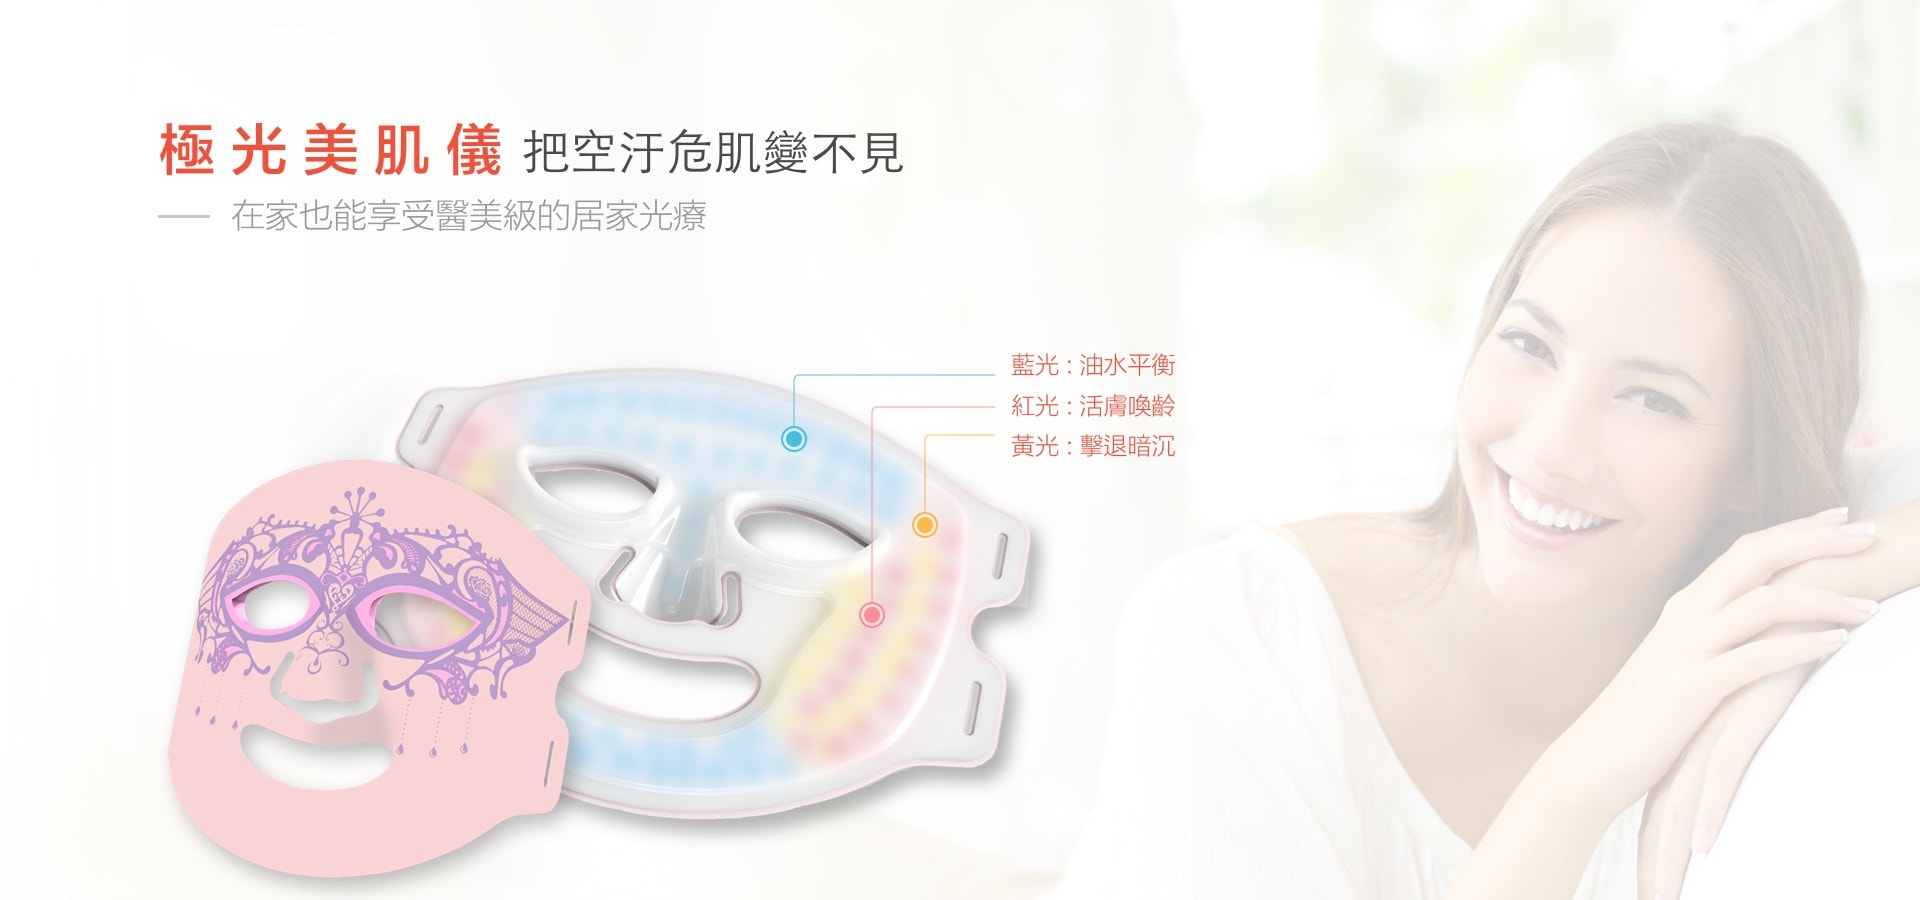 極光美肌儀 把空汙危肌變不見
在家也能享受醫美級的居家光療
藍光 : 油水平衡
紅光 : 活膚喚齡
黃光 : 擊退暗沉